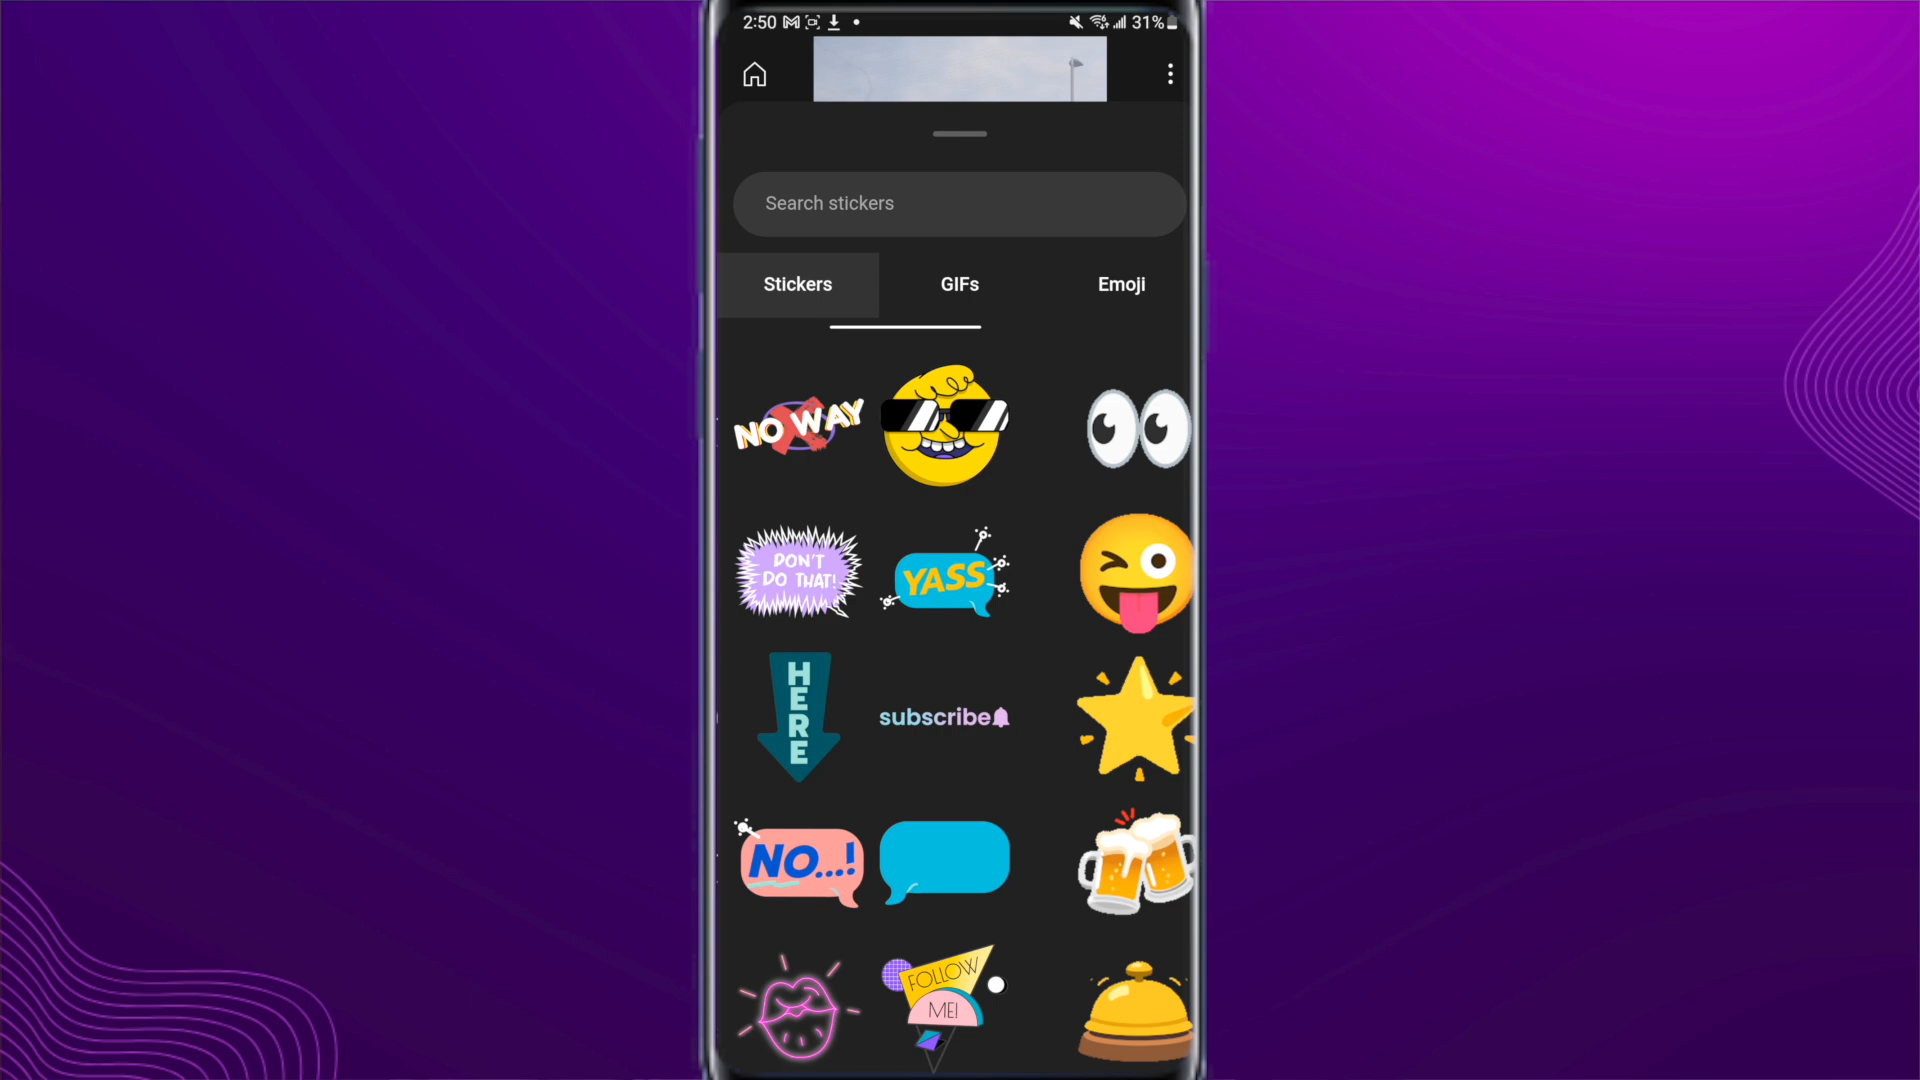 2:50
31%
Search stickers
Stickers GIFs Emoji
NO WAY
DON'T
DO THAT!
YASS
HERE
subscribe
NO...!
FOLLOW
ME!